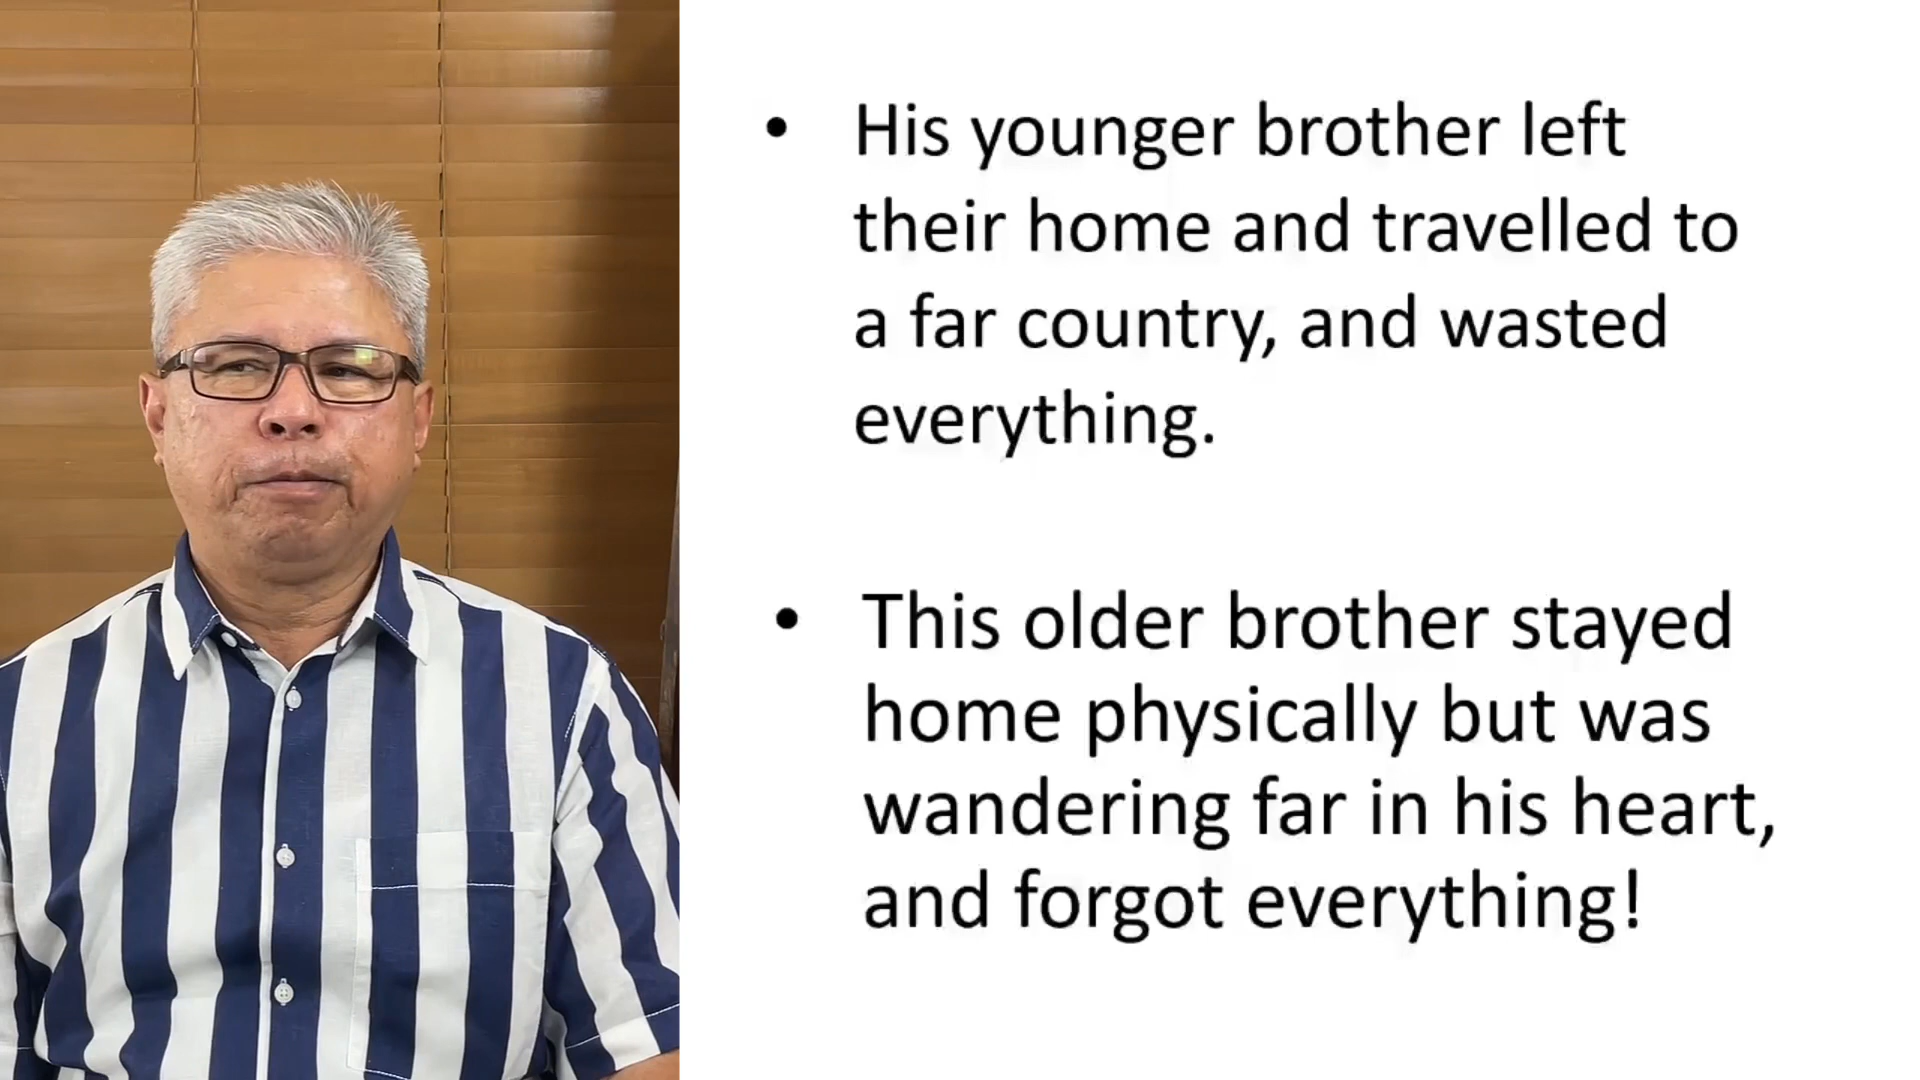 • His younger brother left
their home and travelled to
a far country, and wasted
everything.
• This older brother stayed
home physically but was
wandering far in his heart,
and forgot everything!